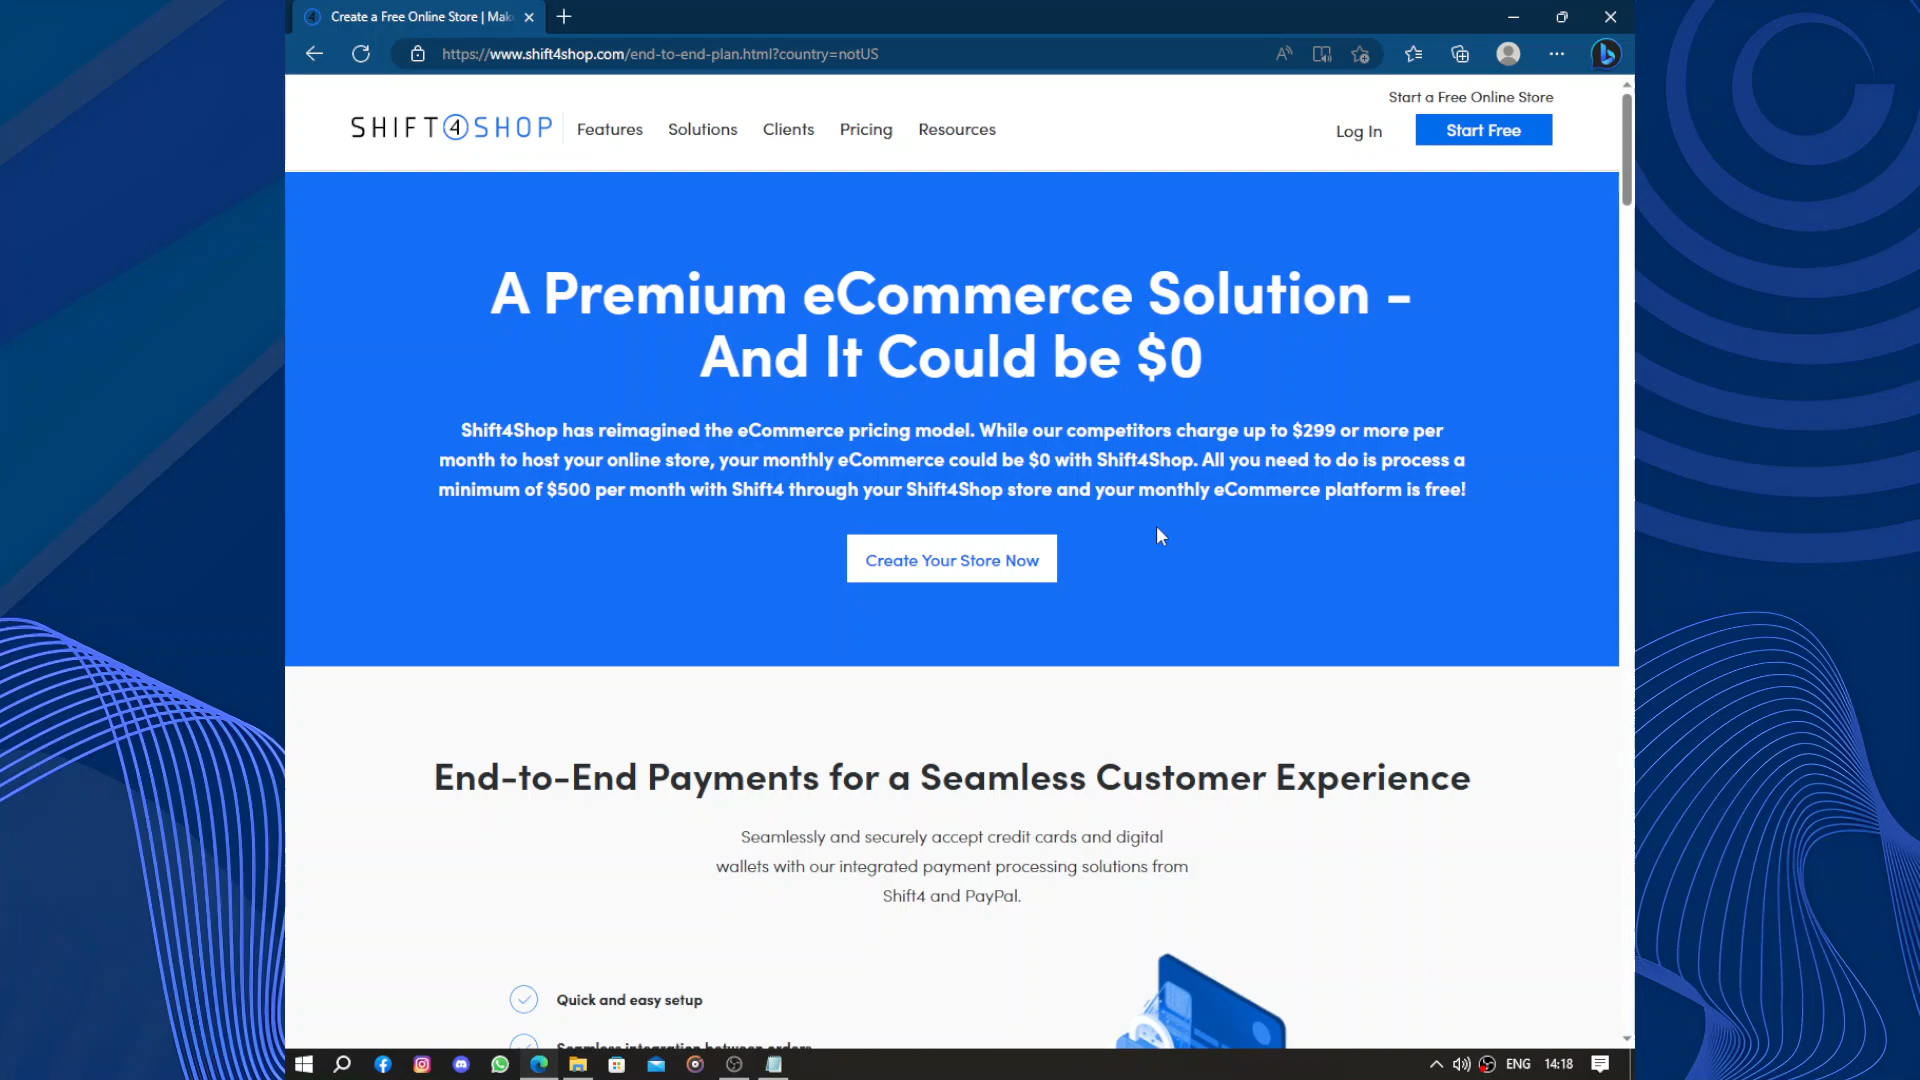 Create a Free Online Store | Mak
https://www.shift4shop.com/end-to-end-plan.html?country=notUS
Start a Free Online Store
SHIFT4SHOP
Features
Solutions
Clients
Pricing
Resources
Log In
Start Free
A Premium eCommerce Solution -
And It Could be $0
Shift4Shop has reimagined the eCommerce pricing model. While our competitors charge up to $299 or more per
month to host your online store, your monthly eCommerce could be $0 with Shift4Shop. All you need to do is process a
minimum of $500 per month with Shift4 through your Shift4Shop store and your monthly eCommerce platform is free!
Create Your Store Now
End-to-End Payments for a Seamless Customer Experience
Seamlessly and securely accept credit cards and digital
wallets with our integrated payment processing solutions from
Shift4 and PayPal.
Quick and easy setup
Seamless integration between orders
ENG
14:18